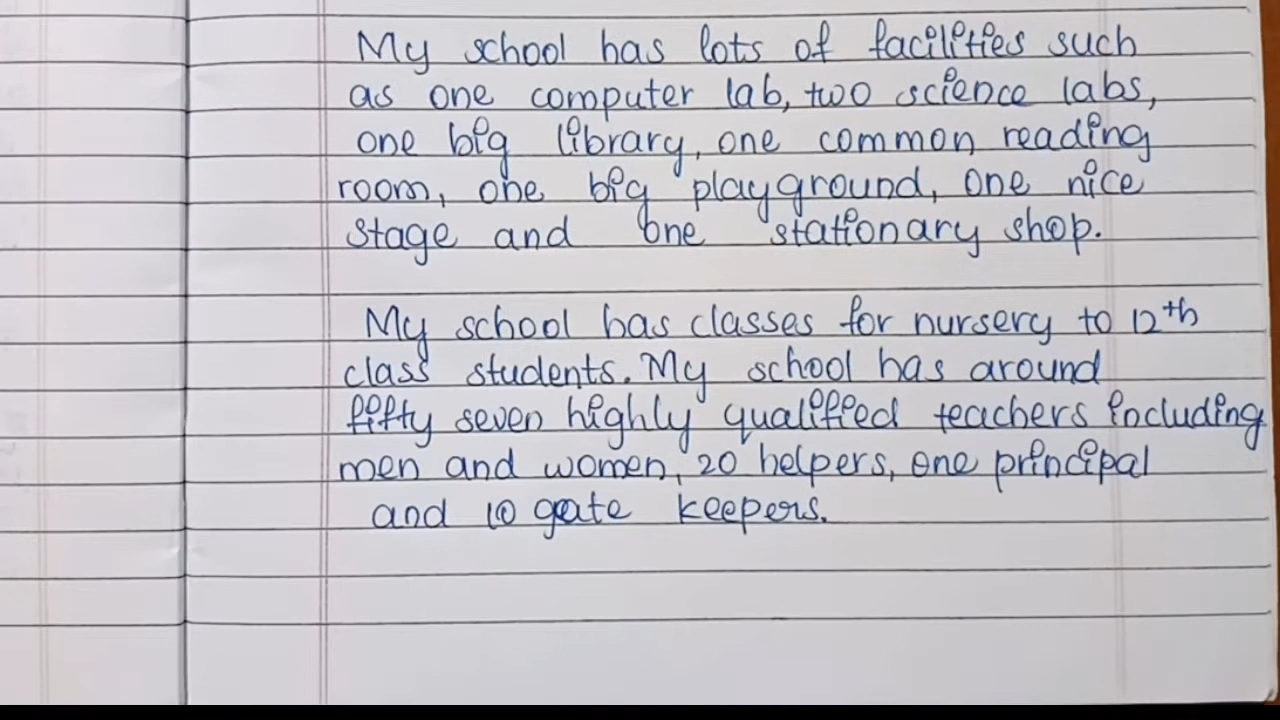 My school has lots of facilities such
as one computer lab, two science labs,
one big library, one common reading
room, one big playground, one nice
stage and one stationary shop.
My school has classes for nursery to 12th
class students. My school has around
fifty seven highly qualified teachers including
men and women, 20 helpers, one principal
and 10 gate keepers.